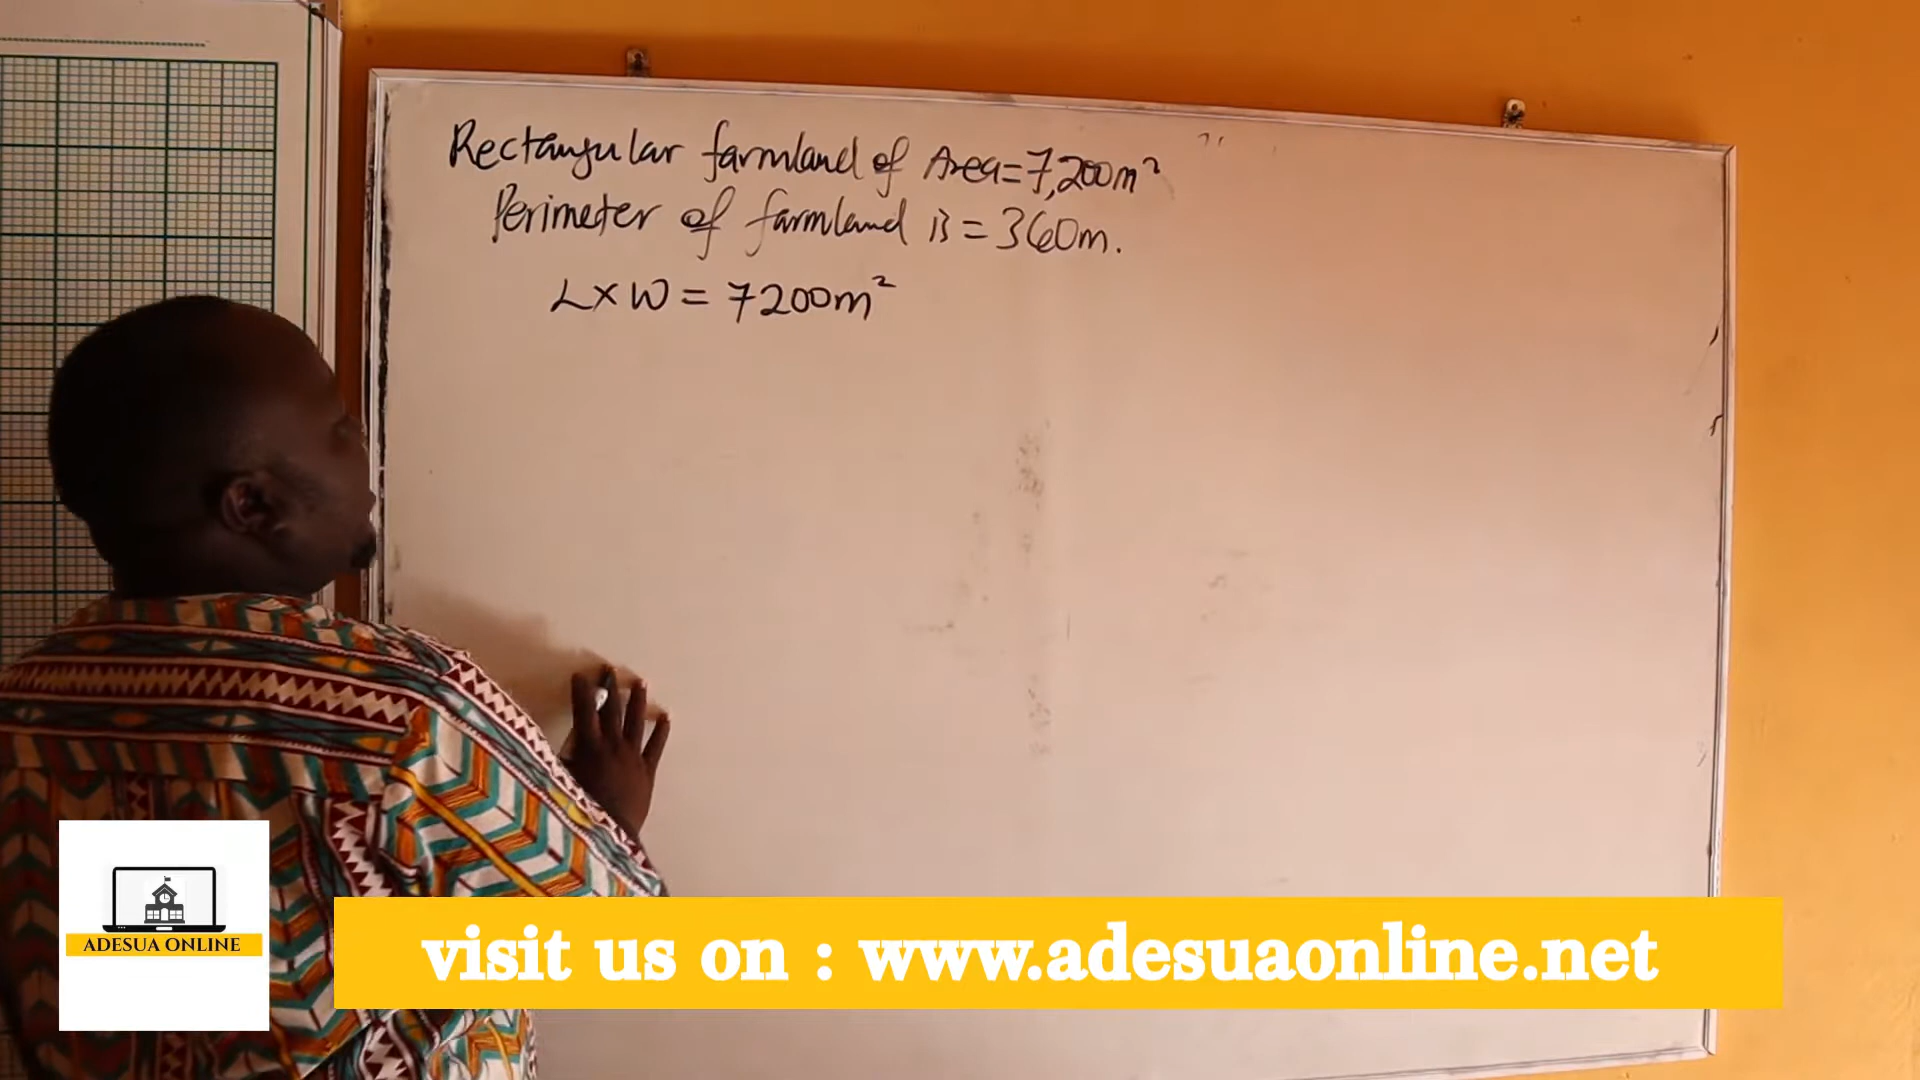 Rectangular farmland of Area=7,200m²
Perimeter of farmland B = 360m.
L×W = 7200m²
ADESUA ONLINE
visit us on : www.adesuaonline.net